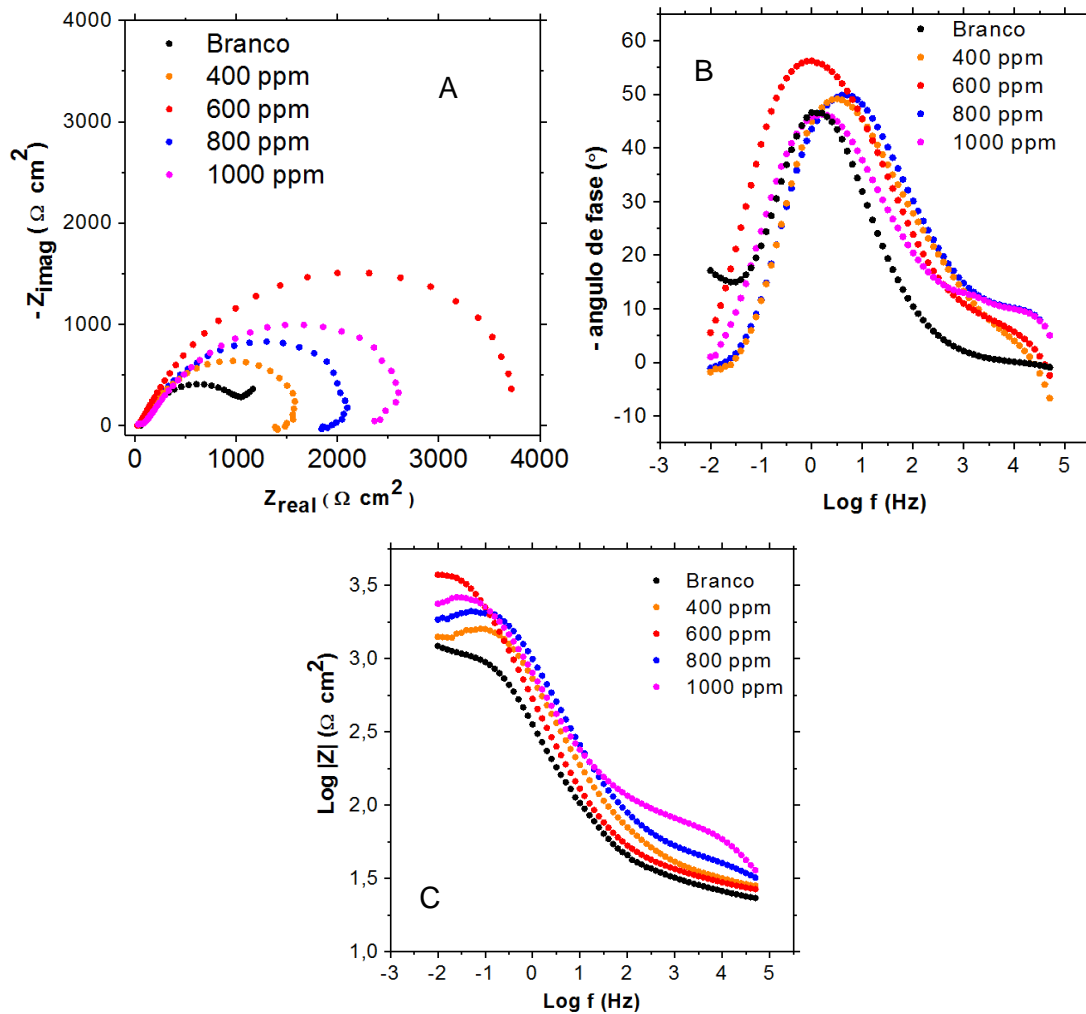 A
Branco
400 ppm
600 ppm
800 ppm
1000 ppm
- Zimag ( Ω cm²)
4000
3000
2000
1000
0
0 1000 2000 3000 4000
Zreal ( Ω cm²)
B
Branco
400 ppm
600 ppm
800 ppm
1000 ppm
- angulo de fase (°)
60
50
40
30
20
10
0
-10
-3 -2 -1 0 1 2 3 4 5
Log f (Hz)
C
Branco
400 ppm
600 ppm
800 ppm
1000 ppm
Log |Z| (Ω cm²)
3,5
3,0
2,5
2,0
1,5
1,0
-3 -2 -1 0 1 2 3 4 5
Log f (Hz)